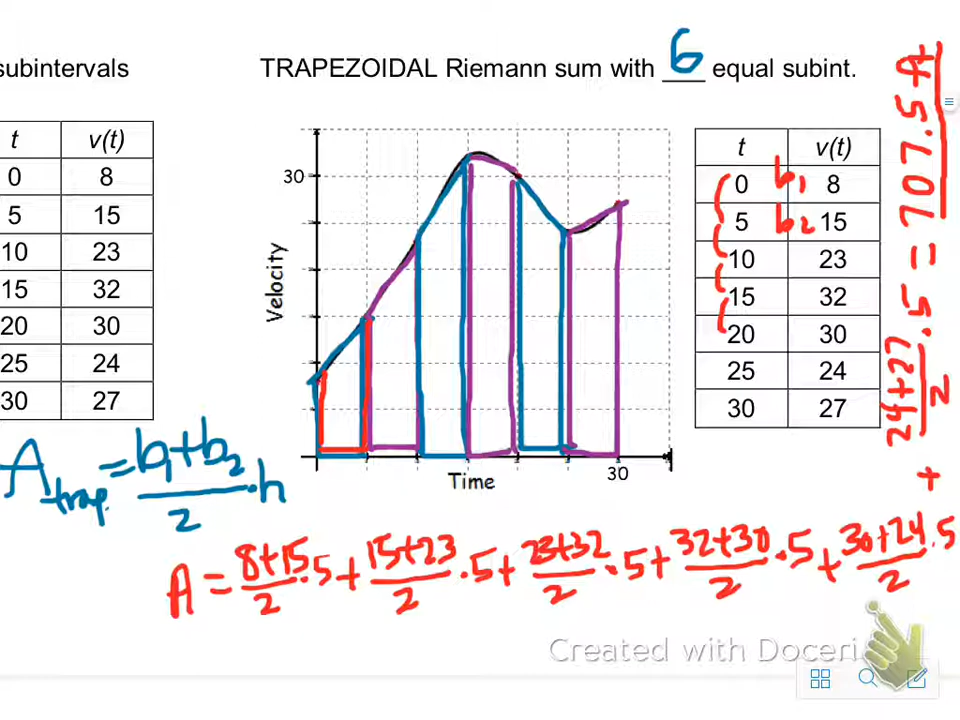 subintervals
TRAPEZOIDAL Riemann sum with 6 equal subint.
t v(t)
0 8
5 15
10 23
15 32
20 30
25 24
30 27
30
Velocity
30
Time
t v(t)
0 b1 8
5 b2 15
10 23
15 32
20 30
25 24
30 27
A trap. = b1+b2/2 · h
A = 8+15/2 · 5 + 15+23/2 · 5 + 23+32/2 · 5 + 32+30/2 · 5 + 30+24/2 · 5
+ 24+27/2 · 5 = 707.5 ft
Created with Doceri